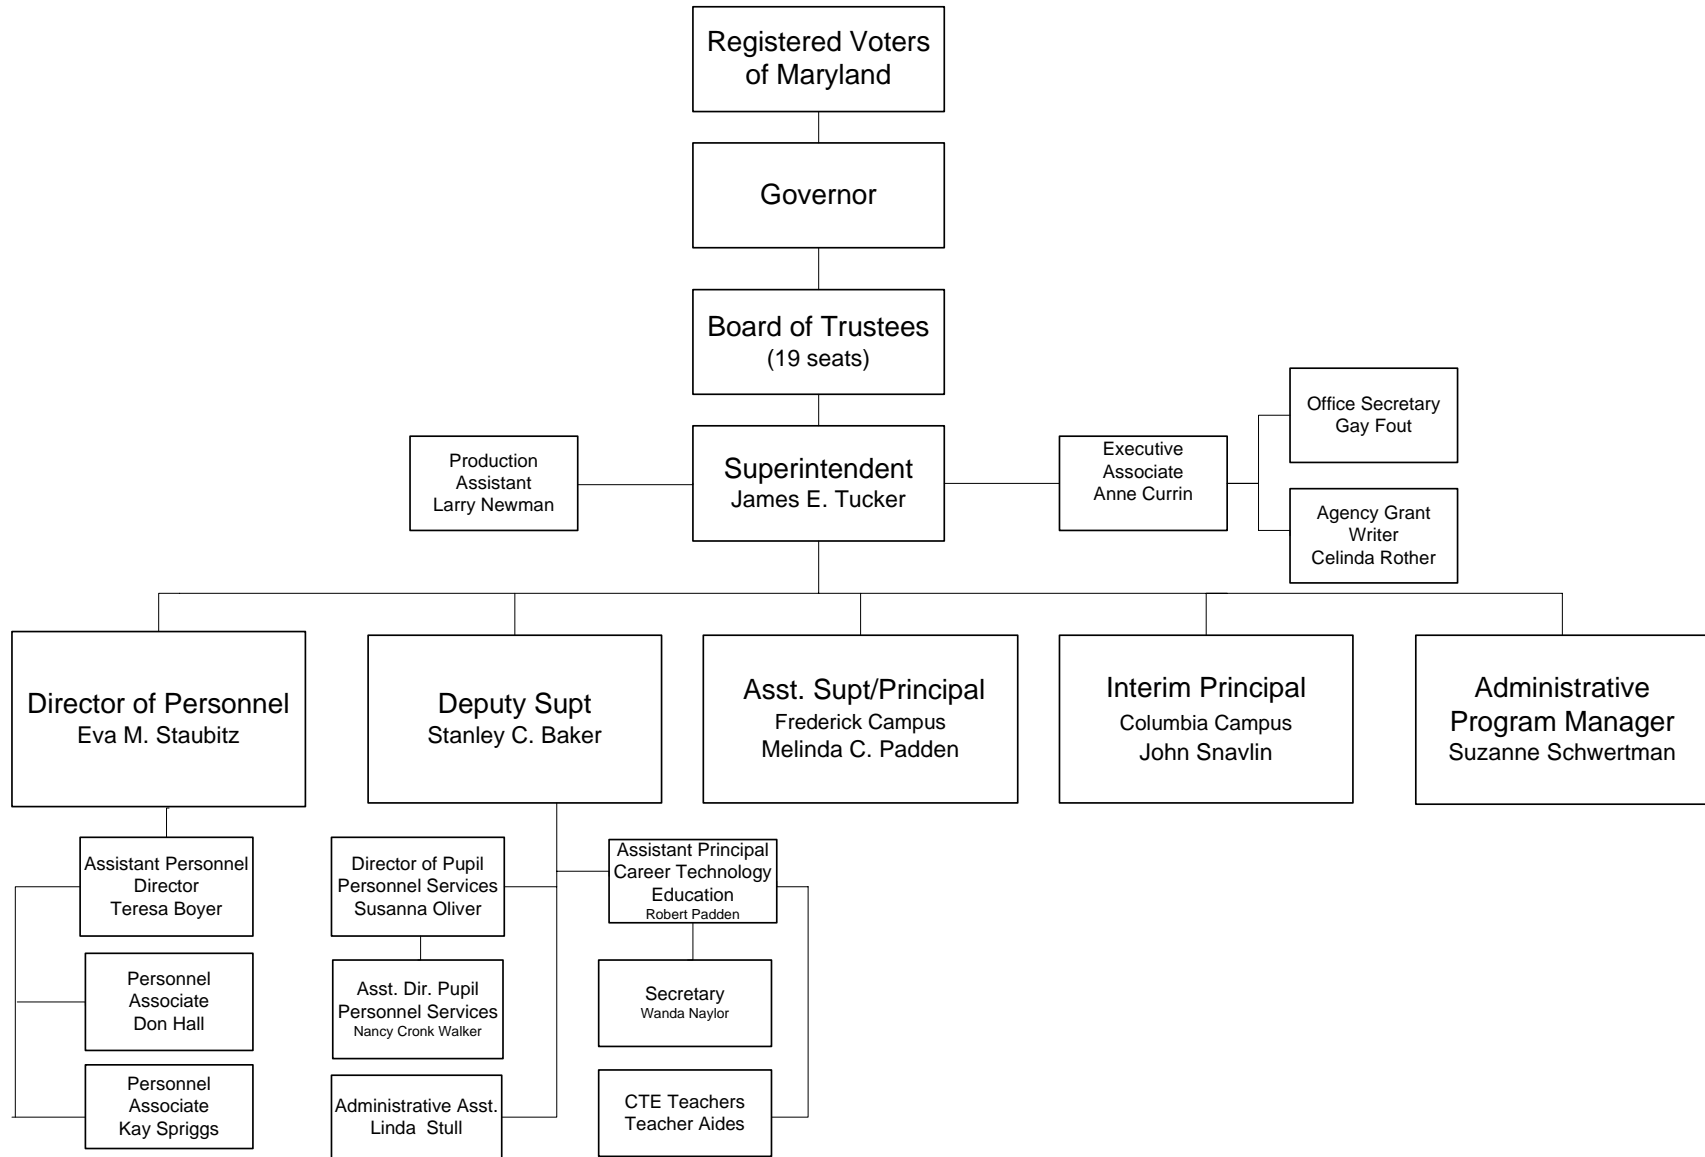 Registered Voters
of Maryland
Governor
Board of Trustees
(19 seats)
Production
Assistant
Larry Newman
Superintendent
James E. Tucker
Executive
Associate
Anne Currin
Office Secretary
Gay Fout
Agency Grant
Writer
Celinda Rother
Director of Personnel
Eva M. Staubitz
Deputy Supt
Stanley C. Baker
Asst. Supt/Principal
Frederick Campus
Melinda C. Padden
Interim Principal
Columbia Campus
John Snavlin
Administrative
Program Manager
Suzanne Schwertman
Assistant Personnel
Director
Teresa Boyer
Personnel
Associate
Don Hall
Personnel
Associate
Kay Spriggs
Director of Pupil
Personnel Services
Susanna Oliver
Asst. Dir. Pupil
Personnel Services
Nancy Cronk Walker
Administrative Asst.
Linda Stull
Assistant Principal
Career Technology
Education
Robert Padden
Secretary
Wanda Naylor
CTE Teachers
Teacher Aides